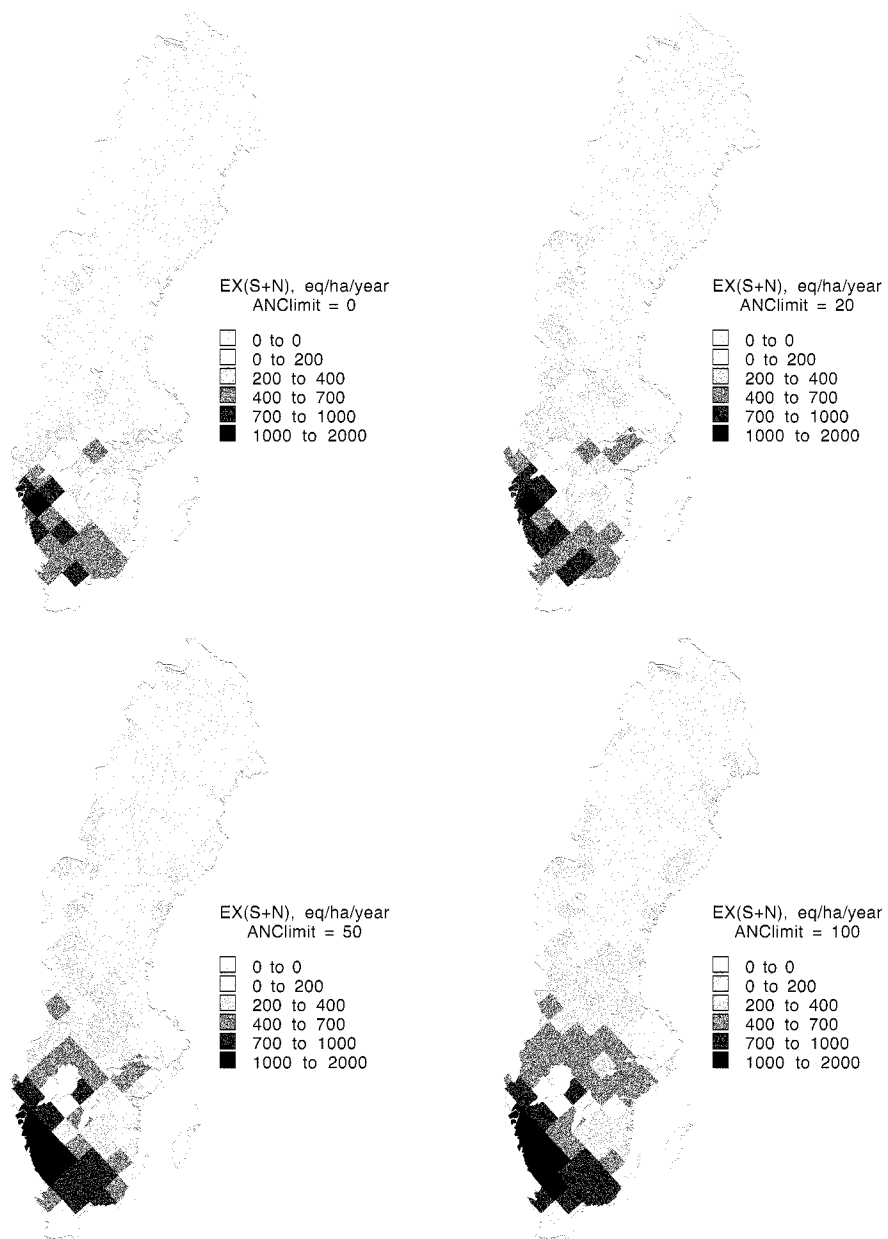 EX(S+N), eq/ha/year
ANClimit = 0
0 to 0
0 to 200
200 to 400
400 to 700
700 to 1000
1000 to 2000
EX(S+N), eq/ha/year
ANClimit = 20
0 to 0
0 to 200
200 to 400
400 to 700
700 to 1000
1000 to 2000
EX(S+N), eq/ha/year
ANClimit = 50
0 to 0
0 to 200
200 to 400
400 to 700
700 to 1000
1000 to 2000
EX(S+N), eq/ha/year
ANClimit = 100
0 to 0
0 to 200
200 to 400
400 to 700
700 to 1000
1000 to 2000